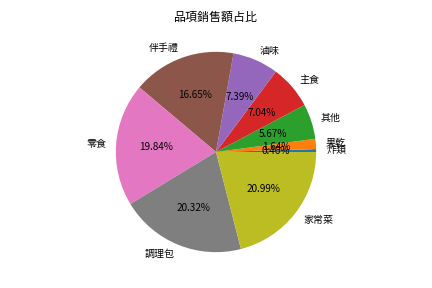 品項銷售額占比
伴手禮
滷味
主食
其他
果乾
炸類
零食
調理包
家常菜
16.65%
7.39%
7.04%
5.67%
1.64%
0.46%
19.84%
20.32%
20.99%